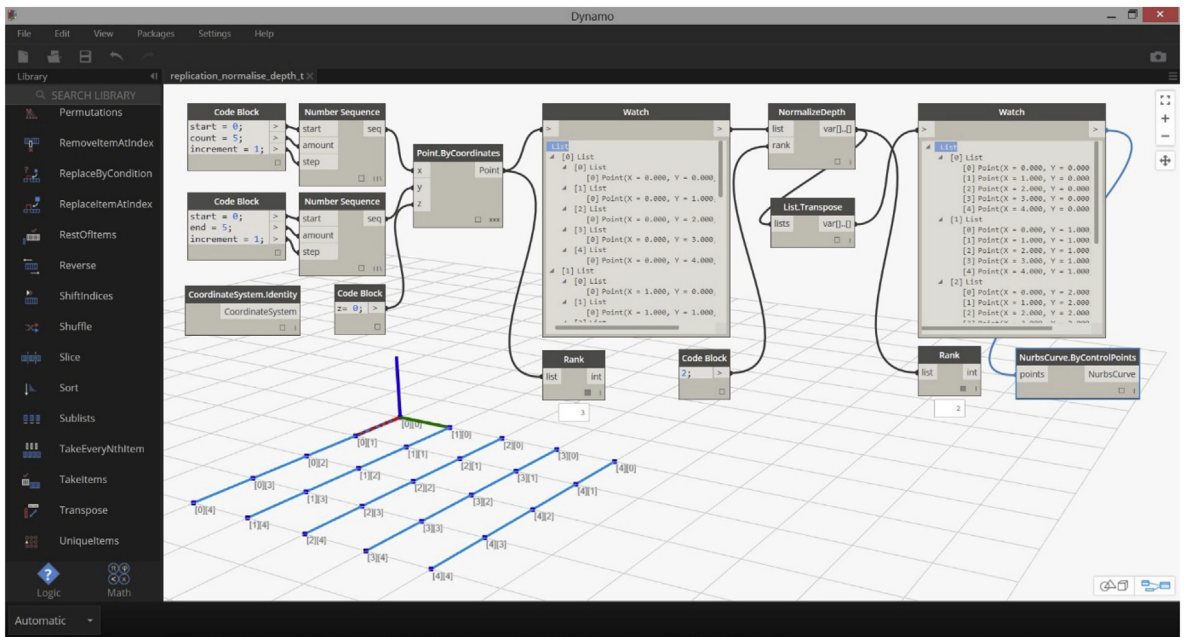 Dynamo
File Edit View Packages Settings Help
Library
replication_normalise_depth_t
SEARCH LIBRARY
Permutations
RemoveItemAtIndex
ReplaceByCondition
ReplaceItemAtIndex
RestOfItems
Reverse
ShiftIndices
Shuffle
Slice
Sort
Sublists
TakeEveryNthItem
TakeItems
Transpose
UniqueItems
Logic
Math
Automatic
Code Block
start = 0; >
count = 5; >
increment = 1; >
Number Sequence
start seq
amount
step
Code Block
start = 0; >
end = 5; >
increment = 1; >
Number Sequence
start seq
amount
step
CoordinateSystem.Identity
CoordinateSystem
Code Block
z= 0; >
Point.ByCoordinates
x Point
y
z
xxx
Watch
> >
List
[0] List
[0] List
[0] Point(X = 0.000, Y = 0.000,
[1] List
[0] Point(X = 0.000, Y = 1.000,
[2] List
[0] Point(X = 0.000, Y = 2.000,
[3] List
[0] Point(X = 0.000, Y = 3.000,
[4] List
[0] Point(X = 0.000, Y = 4.000,
[1] List
[0] List
[0] Point(X = 1.000, Y = 0.000,
[1] List
[0] Point(X = 1.000, Y = 1.000,
Rank
list int
3
Code Block
2; >
NormalizeDepth
list var[]..[]
rank
List.Transpose
lists var[]..[]
Watch
> >
List
[0] List
[0] Point(X = 0.000, Y = 0.000
[1] Point(X = 1.000, Y = 0.000
[2] Point(X = 2.000, Y = 0.000
[3] Point(X = 3.000, Y = 0.000
[4] Point(X = 4.000, Y = 0.000
[1] List
[0] Point(X = 0.000, Y = 1.000
[1] Point(X = 1.000, Y = 1.000
[2] Point(X = 2.000, Y = 1.000
[3] Point(X = 3.000, Y = 1.000
[4] Point(X = 4.000, Y = 1.000
[2] List
[0] Point(X = 0.000, Y = 2.000
[1] Point(X = 1.000, Y = 2.000
[2] Point(X = 2.000, Y = 2.000
Rank
list int
2
NurbsCurve.ByControlPoints
points NurbsCurve
[0][0]
[0][1]
[0][2]
[0][3]
[0][4]
[1][0]
[1][1]
[1][2]
[1][3]
[1][4]
[2][0]
[2][1]
[2][2]
[2][3]
[2][4]
[3][0]
[3][1]
[3][2]
[3][3]
[3][4]
[4][0]
[4][1]
[4][2]
[4][3]
[4][4]